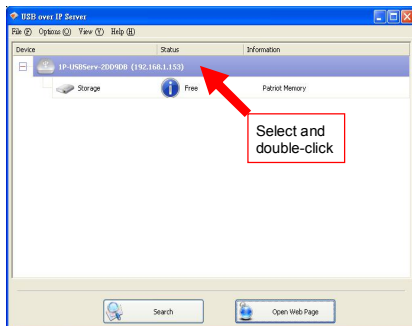 USB over IP Server
File (F) Options (O) View (V) Help (H)
Device Status Information
1P-USBServ-2DD9DB (192.168.1.153)
Storage Free Patriot Memory
Select and
double-click
Search Open Web Page